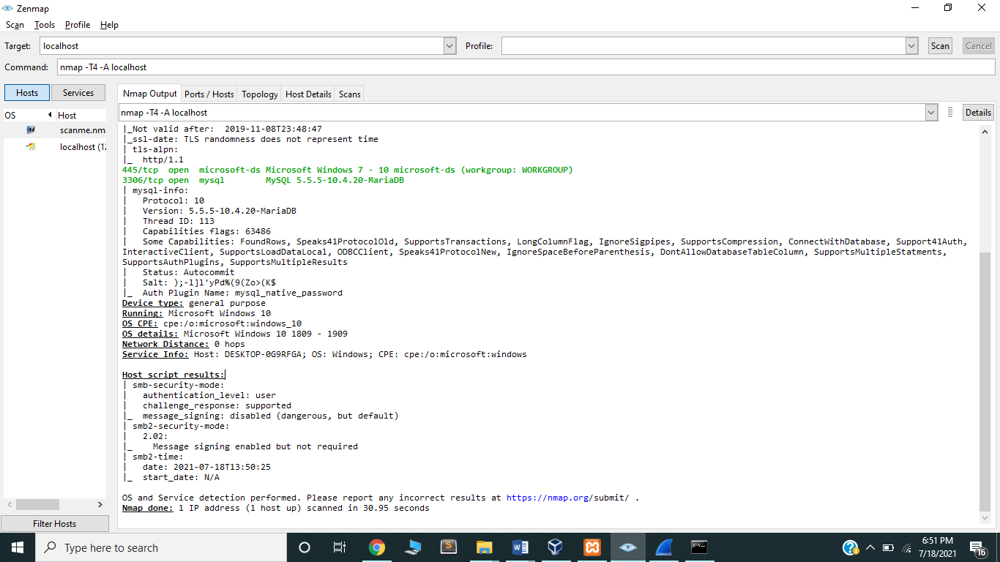 Zenmap
Scan Tools Profile Help
Target: localhost Profile: Scan Cancel
Command: nmap -T4 -A localhost
Hosts Services
Nmap Output Ports / Hosts Topology Host Details Scans
OS Host
scanme.nm
localhost (12
Filter Hosts
nmap -T4 -A localhost Details
|_Not valid after:  2019-11-08T23:48:47
|_ssl-date: TLS randomness does not represent time
| tls-alpn:
|_  http/1.1
445/tcp  open  microsoft-ds Microsoft Windows 7 - 10 microsoft-ds (workgroup: WORKGROUP)
3306/tcp open  mysql        MySQL 5.5.5-10.4.20-MariaDB
| mysql-info:
|   Protocol: 10
|   Version: 5.5.5-10.4.20-MariaDB
|   Thread ID: 113
|   Capabilities flags: 63486
|   Some Capabilities: FoundRows, Speaks41ProtocolOld, SupportsTransactions, LongColumnFlag, IgnoreSigpipes, SupportsCompression, ConnectWithDatabase, Support41Auth,
InteractiveClient, SupportsLoadDataLocal, ODBCClient, Speaks41ProtocolNew, IgnoreSpaceBeforeParenthesis, DontAllowDatabaseTableColumn, SupportsMultipleStatments,
SupportsAuthPlugins, SupportsMultipleResults
|   Status: Autocommit
|   Salt: );-l]l'yPd%(9(Zo>(K$
|_  Auth Plugin Name: mysql_native_password
Device type: general purpose
Running: Microsoft Windows 10
OS CPE: cpe:/o:microsoft:windows_10
OS details: Microsoft Windows 10 1809 - 1909
Network Distance: 0 hops
Service Info: Host: DESKTOP-0G9RFGA; OS: Windows; CPE: cpe:/o:microsoft:windows
Host script results:
| smb-security-mode:
|   authentication_level: user
|   challenge_response: supported
|_  message_signing: disabled (dangerous, but default)
| smb2-security-mode:
|   2.02:
|_    Message signing enabled but not required
| smb2-time:
|   date: 2021-07-18T13:50:25
|_  start_date: N/A
OS and Service detection performed. Please report any incorrect results at https://nmap.org/submit/ .
Nmap done: 1 IP address (1 host up) scanned in 30.95 seconds
Type here to search
6:51 PM
7/18/2021
16